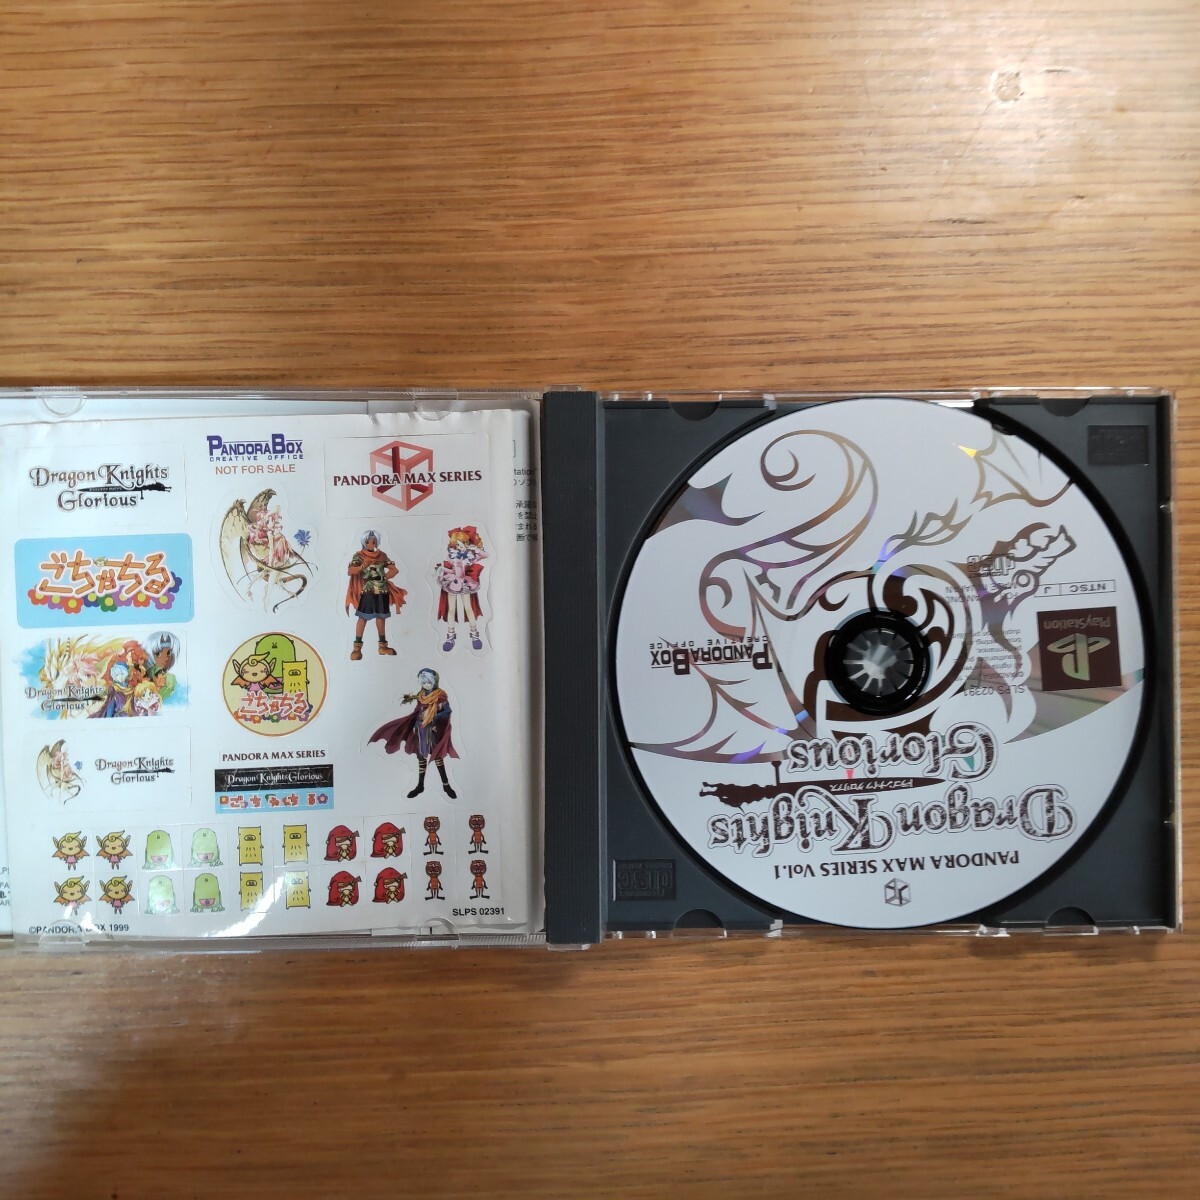 Dragon Knights
Glorious
PANDORA BOX
CREATIVE OFFICE
NOT FOR SALE
PANDORA MAX SERIES
ごちゃちる
Dragon Knights
Glorious
ごちゃちる
Dragon Knights
Glorious
PANDORA MAX SERIES
Dragon Knights Glorious
©PANDORA BOX 1999
SLPS 02391
PANDORA MAX SERIES Vol.1
Dragon Knights
ドラゴンナイツ グロリアス
Glorious
PANDORA BOX
CREATIVE OFFICE
PlayStation
NTSC J
SLPS 02391